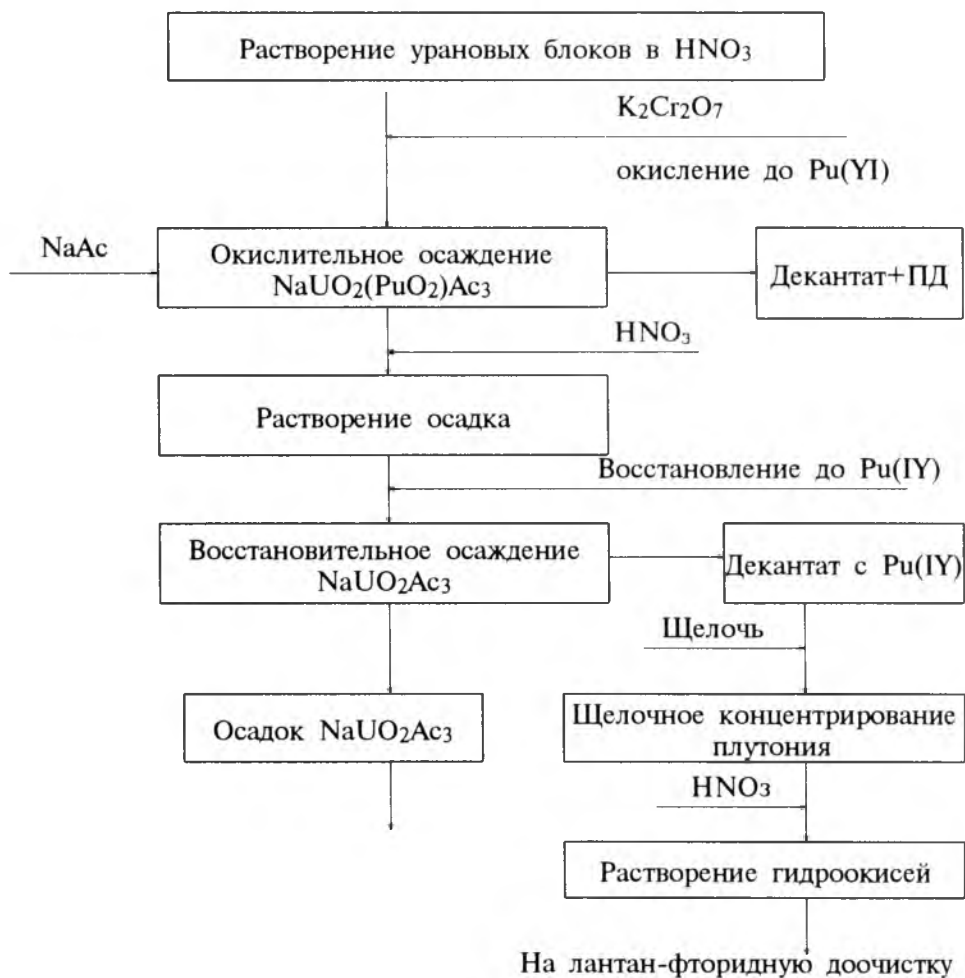 Растворение урановых блоков в HNO₃
K₂Cr₂O₇
окисление до Pu(YI)
NaAc
Окислительное осаждение
NaUO₂(PuO₂)Ac₃
Декантат+ПД
HNO₃
Растворение осадка
Восстановление до Pu(IY)
Восстановительное осаждение
NaUO₂Ac₃
Декантат с Pu(IY)
Щелочь
Осадок NaUO₂Ac₃
Щелочное концентрирование
плутония
HNO₃
Растворение гидроокисей
На лантан-фторидную доочистку